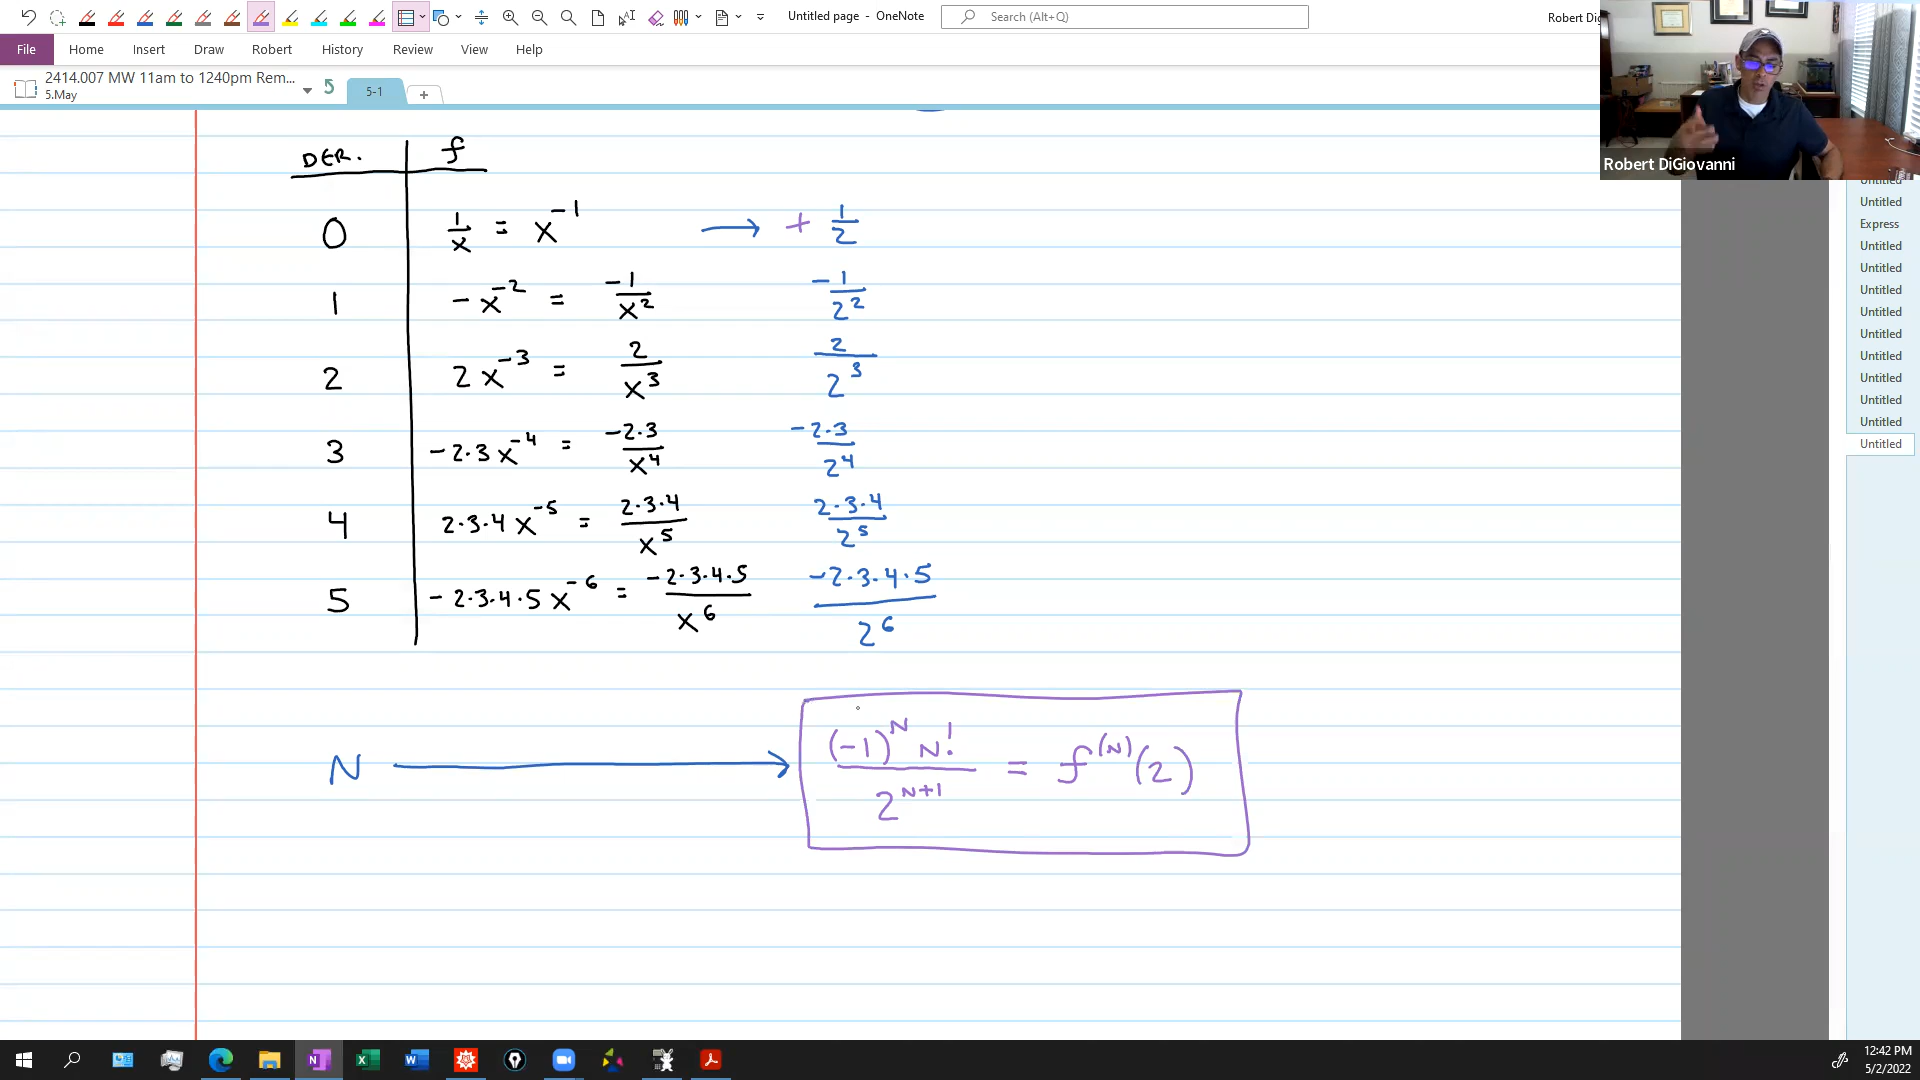 Untitled page - OneNote
Search (Alt+Q)
File Home Insert Draw Robert History Review View Help
2414.007 MW 11am to 1240pm Rem...
5.May
5-1
Robert DiGiovanni
DER. f
0 1/x = x^-1 → + 1/2
1 -x^-2 = -1/x^2 -1/2^2
2 2x^-3 = 2/x^3 2/2^3
3 -2·3x^-4 = -2·3/x^4 -2·3/2^4
4 2·3·4x^-5 = 2·3·4/x^5 2·3·4/2^5
5 -2·3·4·5x^-6 = -2·3·4·5/x^6 -2·3·4·5/2^6
N → (-1)^N N!/2^(N+1) = f^(N)(2)
Untitled
Untitled
Express
Untitled
Untitled
Untitled
Untitled
Untitled
Untitled
Untitled
Untitled
Untitled
Untitled
12:42 PM
5/2/2022